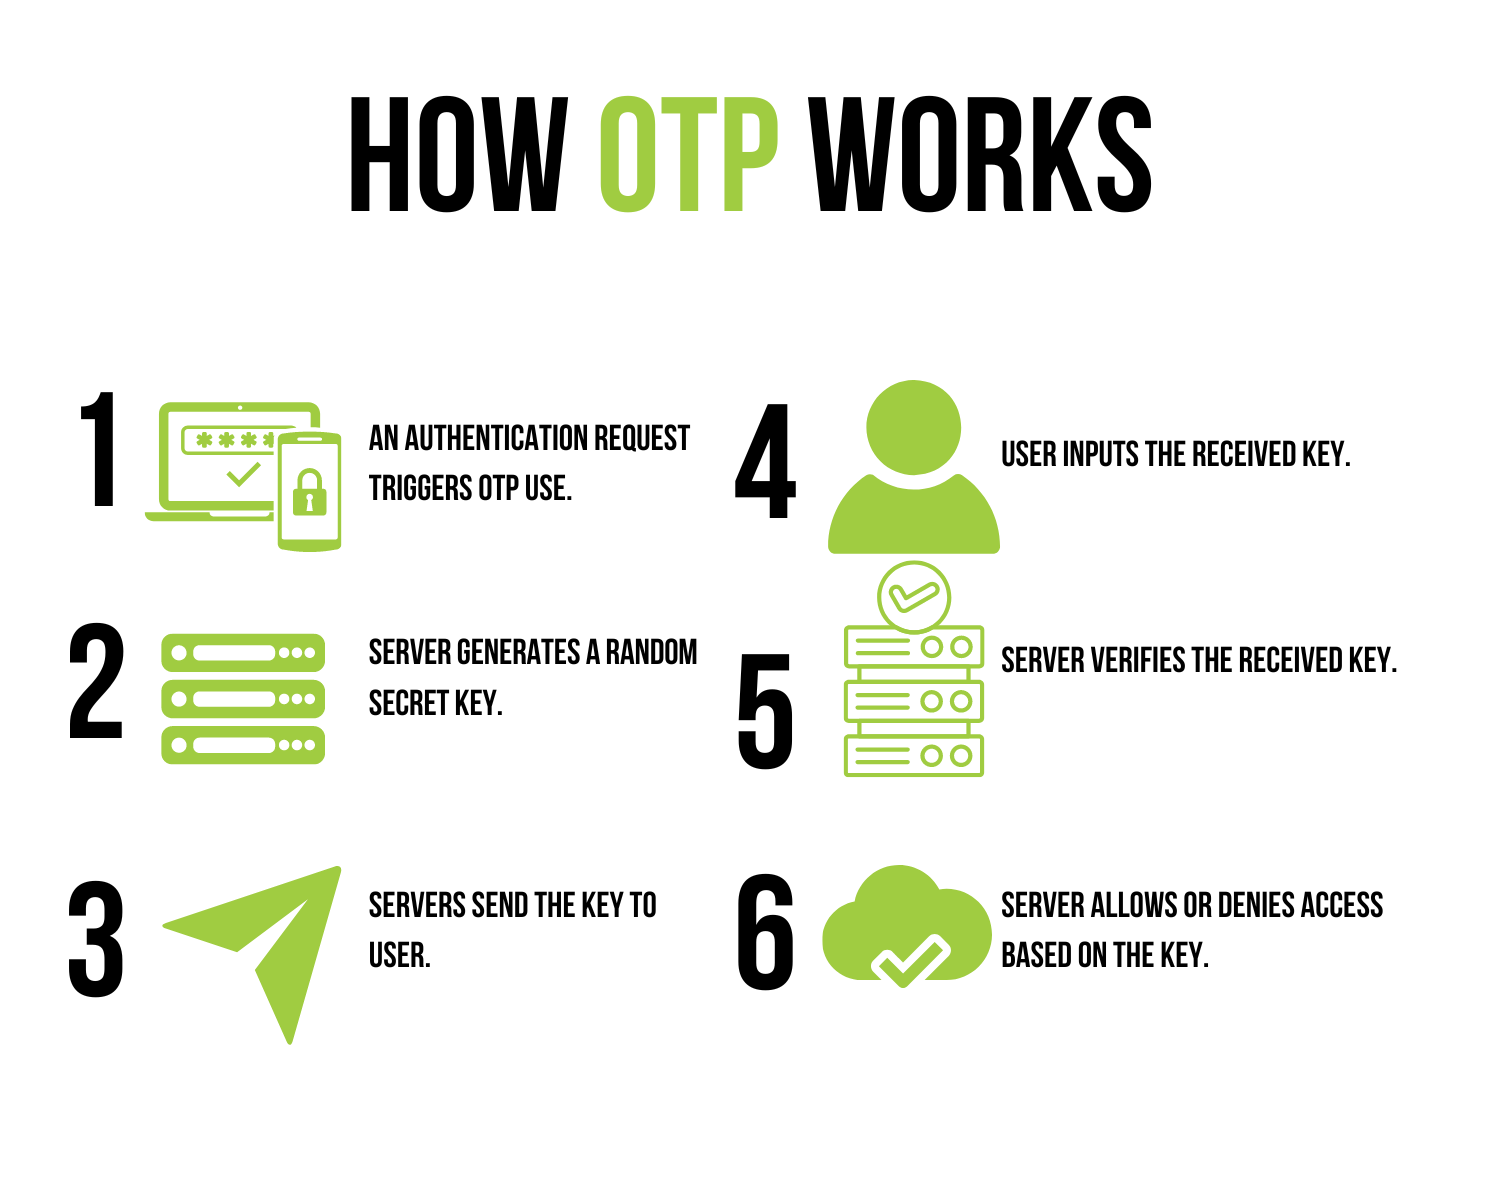 HOW OTP WORKS
1
AN AUTHENTICATION REQUEST
TRIGGERS OTP USE.
2
SERVER GENERATES A RANDOM
SECRET KEY.
3
SERVERS SEND THE KEY TO
USER.
4
USER INPUTS THE RECEIVED KEY.
5
SERVER VERIFIES THE RECEIVED KEY.
6
SERVER ALLOWS OR DENIES ACCESS
BASED ON THE KEY.